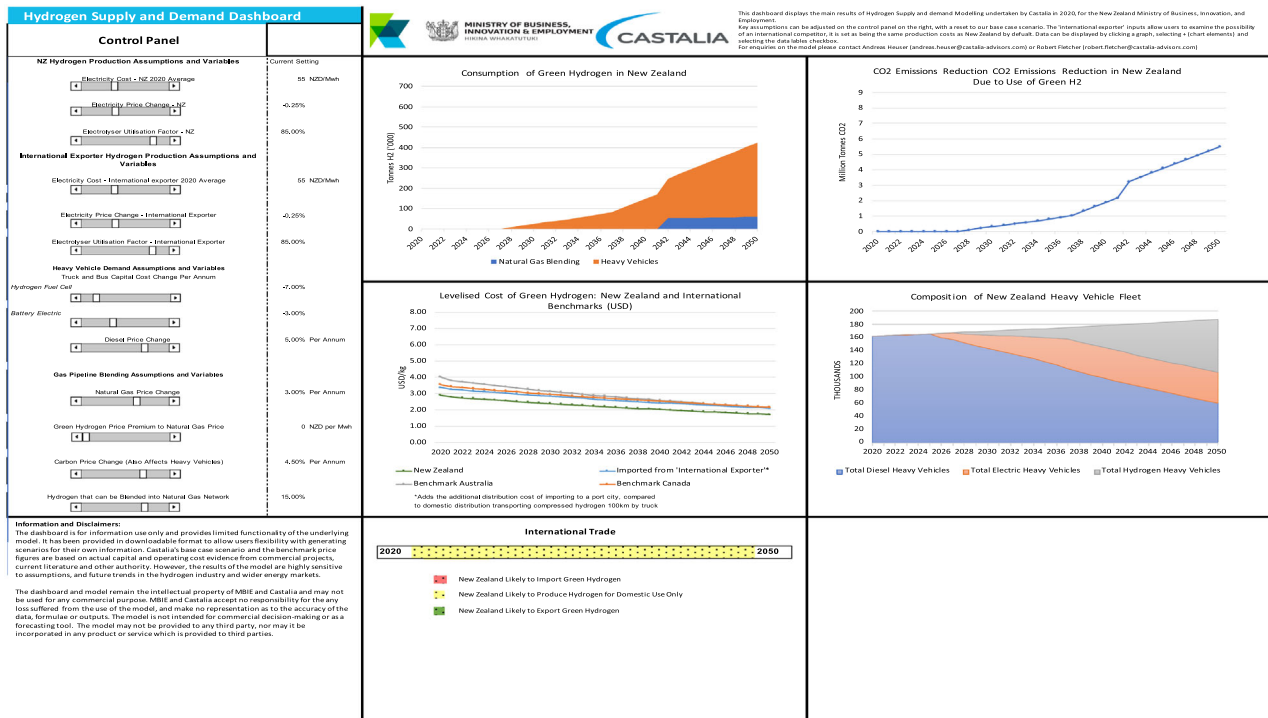 Hydrogen Supply and Demand Dashboard
Control Panel
NZ Hydrogen Production Assumptions and Variables
Current Setting
Electricity Cost - NZ 2020 Average
55 NZD/Mwh
Electricity Price Change - NZ
-0.25%
Electrolyser Utilisation Factor - NZ
85.00%
International Exporter Hydrogen Production Assumptions and
Variables
Electricity Cost - International exporter 2020 Average
55 NZD/Mwh
Electricity Price Change - International Exporter
-0.25%
Electrolyser Utilisation Factor - International Exporter
85.00%
Heavy Vehicle Demand Assumptions and Variables
Truck and Bus Capital Cost Change Per Annum
Hydrogen Fuel Cell
-7.00%
Battery Electric
-3.00%
Diesel Price Change
5.00% Per Annum
Gas Pipeline Blending Assumptions and Variables
Natural Gas Price Change
3.00% Per Annum
Green Hydrogen Price Premium to Natural Gas Price
0 NZD per Mwh
Carbon Price Change (Also Affects Heavy Vehicles)
4.50% Per Annum
Hydrogen that can be Blended into Natural Gas Network
15.00%
Information and Disclaimers:
The dashboard is for information use only and provides limited functionality of the underlying
model. It has been provided in downloadable format to allow users flexibility with generating
scenarios for their own information. Castalia's base case scenario and the benchmark price
figures are based on actual capital and operating cost evidence from commercial projects,
current literature and other authority. However, the results of the model are highly sensitive
to assumptions, and future trends in the hydrogen industry and wider energy markets.
The dashboard and model remain the intellectual property of MBIE and Castalia and may not
be used for any commercial purpose. MBIE and Castalia accept no responsibility for the any
loss suffered from the use of the model, and make no representation as to the accuracy of the
data, formulae or outputs. The model is not intended for commercial decision-making or as a
forecasting tool. The model may not be provided to any third party, nor may it be
incorporated in any product or service which is provided to third parties.
MINISTRY OF BUSINESS,
INNOVATION & EMPLOYMENT
HIKINA WHAKATUTUKI
CASTALIA
This dashboard displays the main results of Hydrogen Supply and demand Modelling undertaken by Castalia in 2020, for the New Zealand Ministry of Business, Innovation, and
Employment.
Key assumptions can be adjusted on the control panel on the right, with a reset to our base case scenario. The 'international exporter' inputs allow users to examine the possibility
of an international competitor, it is set as being the same production costs as New Zealand by defualt. Data can be displayed by clicking a graph, selecting + (chart elements) and
selecting the data lables checkbox.
For enquiries on the model please contact Andreas Heuser (andreas.heuser@castalia-advisors.com) or Robert Fletcher (robert.fletcher@castalia-advisors.com)
Consumption of Green Hydrogen in New Zealand
Tonnes H2 ('000)
700
600
500
400
300
200
100
0
2020 2022 2024 2026 2028 2030 2032 2034 2036 2038 2040 2042 2044 2046 2048 2050
Natural Gas Blending
Heavy Vehicles
CO2 Emissions Reduction CO2 Emissions Reduction in New Zealand
Due to Use of Green H2
Million Tonnes CO2
9
8
7
6
5
4
3
2
1
0
2020 2022 2024 2026 2028 2030 2032 2034 2036 2038 2040 2042 2044 2046 2048 2050
Levelised Cost of Green Hydrogen: New Zealand and International
Benchmarks (USD)
USD/kg
8.00
7.00
6.00
5.00
4.00
3.00
2.00
1.00
0.00
2020 2022 2024 2026 2028 2030 2032 2034 2036 2038 2040 2042 2044 2046 2048 2050
New Zealand
Imported from 'International Exporter'*
Benchmark Australia
Benchmark Canada
*Adds the additional distribution cost of importing to a port city, compared
to domestic distribution transporting compressed hydrogen 100km by truck
Composition of New Zealand Heavy Vehicle Fleet
THOUSANDS
200
180
160
140
120
100
80
60
40
20
0
2020 2022 2024 2026 2028 2030 2032 2034 2036 2038 2040 2042 2044 2046 2048 2050
Total Diesel Heavy Vehicles
Total Electric Heavy Vehicles
Total Hydrogen Heavy Vehicles
International Trade
2020
2050
New Zealand Likely to Import Green Hydrogen
New Zealand Likely to Produce Hydrogen for Domestic Use Only
New Zealand Likely to Export Green Hydrogen